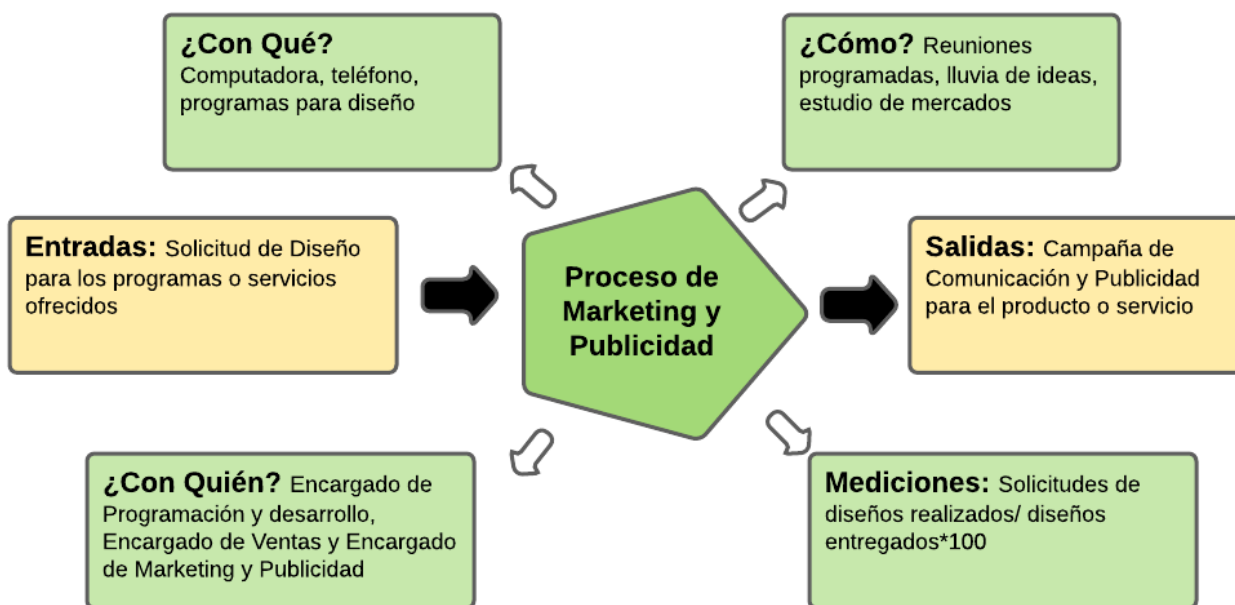 ¿Con Qué?
Computadora, teléfono,
programas para diseño
¿Cómo? Reuniones
programadas, lluvia de ideas,
estudio de mercados
Entradas: Solicitud de Diseño
para los programas o servicios
ofrecidos
Proceso de
Marketing y
Publicidad
Salidas: Campaña de
Comunicación y Publicidad
para el producto o servicio
¿Con Quién? Encargado de
Programación y desarrollo,
Encargado de Ventas y Encargado
de Marketing y Publicidad
Mediciones: Solicitudes de
diseños realizados/ diseños
entregados*100